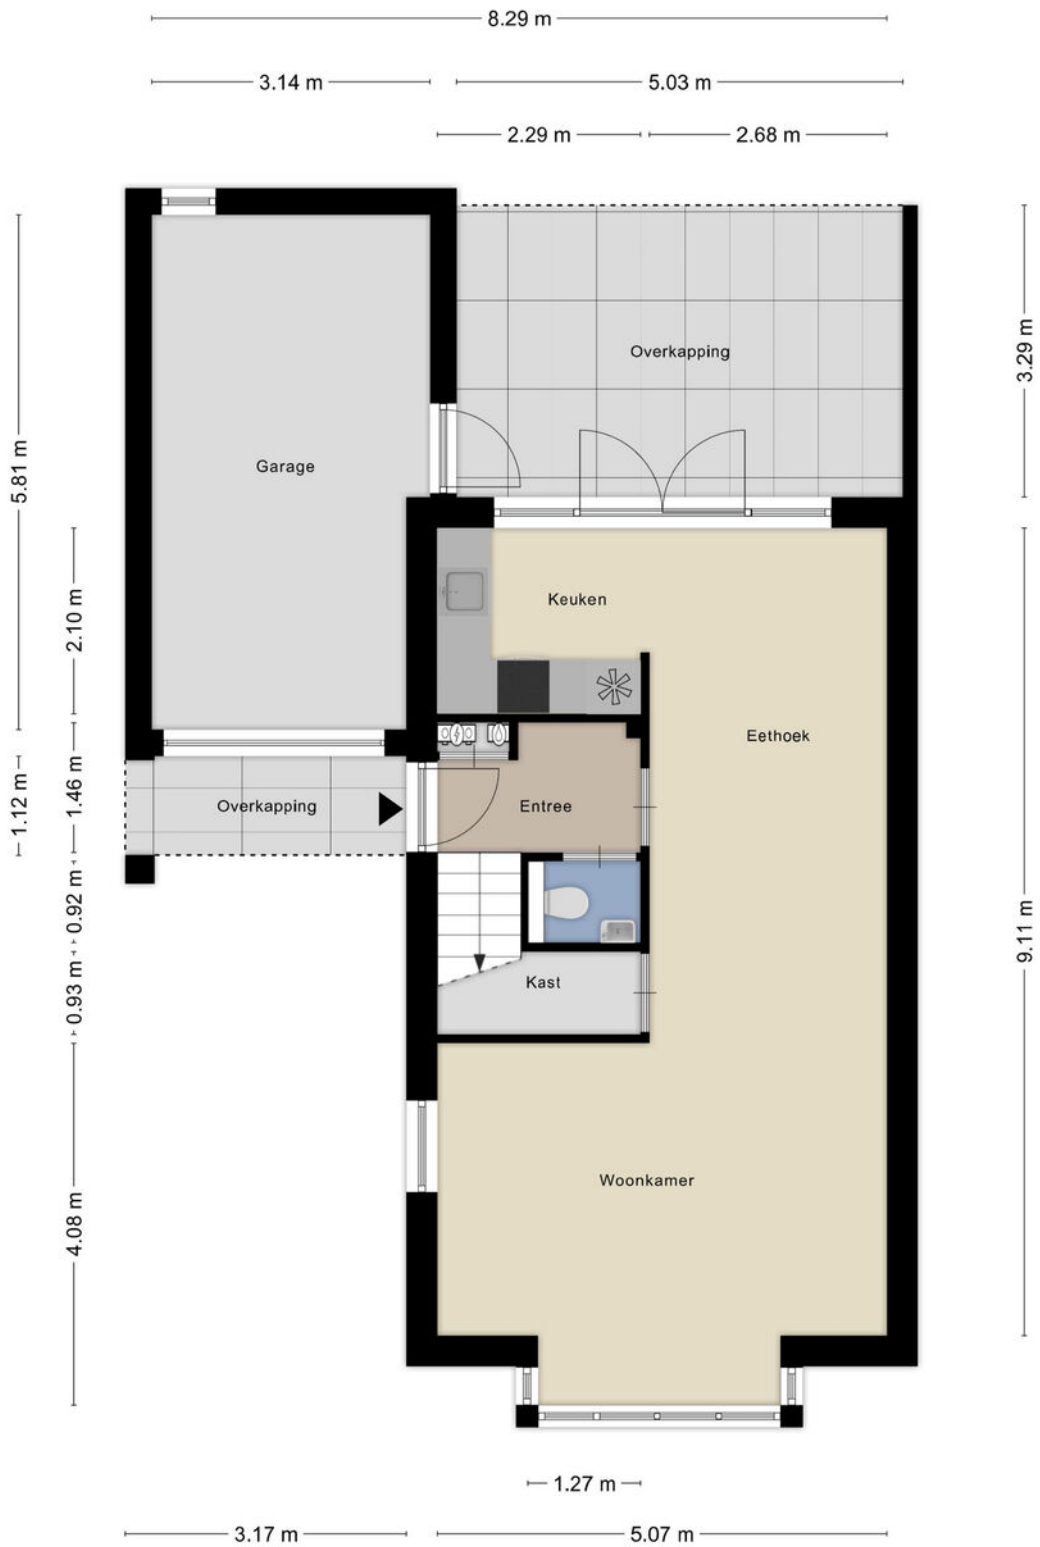 8.29 m
3.14 m
5.03 m
2.29 m
2.68 m
Overkapping
3.29 m
Garage
5.81 m
Keuken
2.10 m
Eethoek
Overkapping
Entree
1.46 m
1.12 m
0.92 m
9.11 m
Kast
0.93 m
Woonkamer
4.08 m
1.27 m
3.17 m
5.07 m